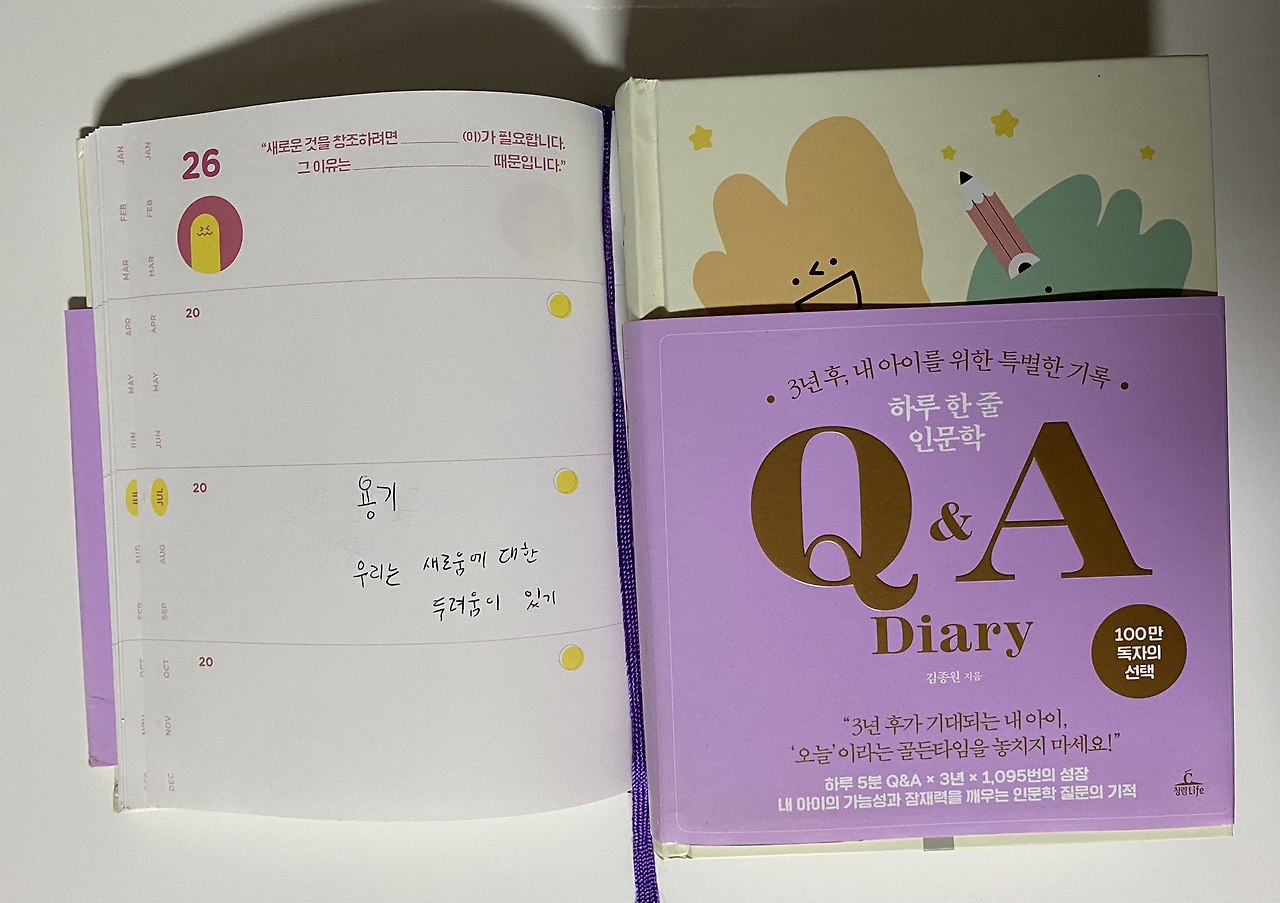 26
“새로운 것을 창조하려면 ________ (이)가 필요합니다.
그 이유는 ________________ 때문입니다.”
JAN
JAN
FEB
FEB
MAR
MAR
APR
APR
MAY
MAY
JUN
JUL
AUG
SEP
OCT
NOV
DEC
20
20
용기
우리는 새로움에 대한
두려움이 있기
20
3년 후, 내 아이를 위한 특별한 기록
하루 한 줄
인문학
Q & A
Diary
김종원 지음
100만
독자의
선택
“3년 후가 기대되는 내 아이,
‘오늘’이라는 골든타임을 놓치지 마세요!”
하루 5분 Q&A × 3년 × 1,095번의 성장
내 아이의 가능성과 잠재력을 깨우는 인문학 질문의 기적
청림Life